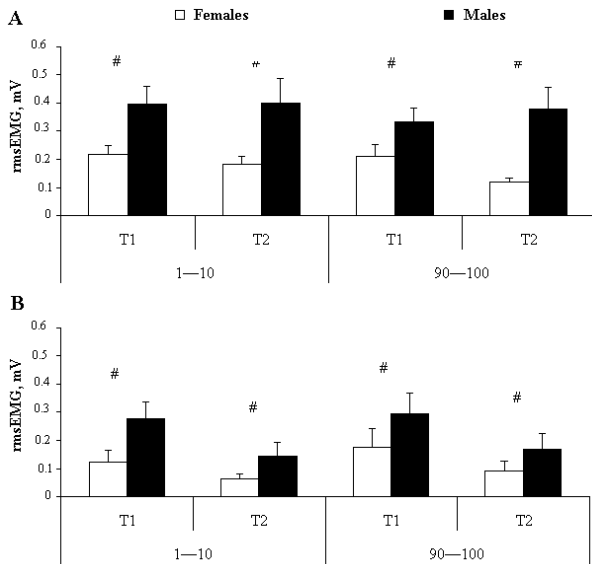 A
Females Males
# # # #
rmsEMG, mV
0.6
0.5
0.4
0.3
0.2
0.1
0
T1 T2 T1 T2
1—10 90—100
B
# # # #
rmsEMG, mV
0.6
0.5
0.4
0.3
0.2
0.1
0
T1 T2 T1 T2
1—10 90—100